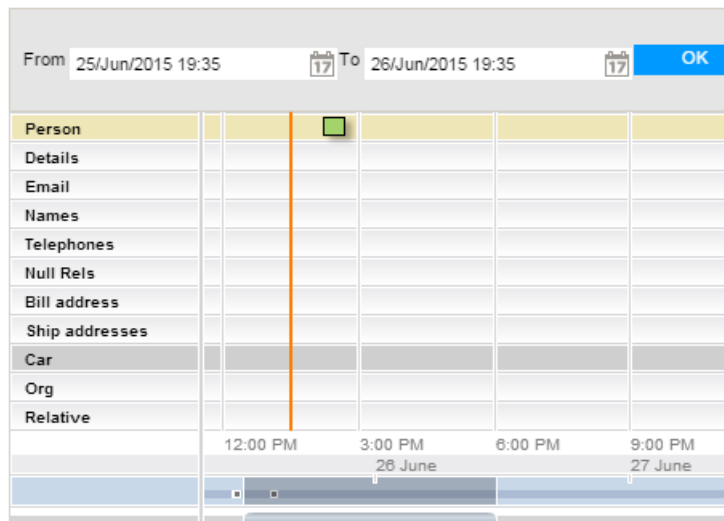 From 25/Jun/2015 19:35 17 To 26/Jun/2015 19:35 17 OK
Person
Details
Email
Names
Telephones
Null Rels
Bill address
Ship addresses
Car
Org
Relative
12:00 PM 3:00 PM 6:00 PM 9:00 PM
26 June 27 June